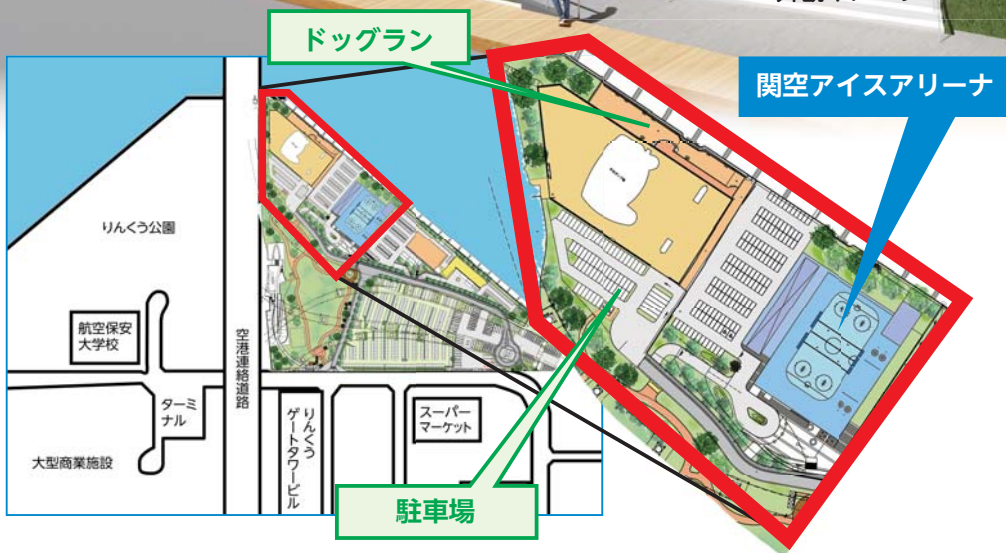 ドッグラン
関空アイスアリーナ
りんくう公園
航空保安
大学校
空港連絡道路
ターミ
ナル
りんくう
ゲートタワービル
スーパー
マーケット
大型商業施設
駐車場